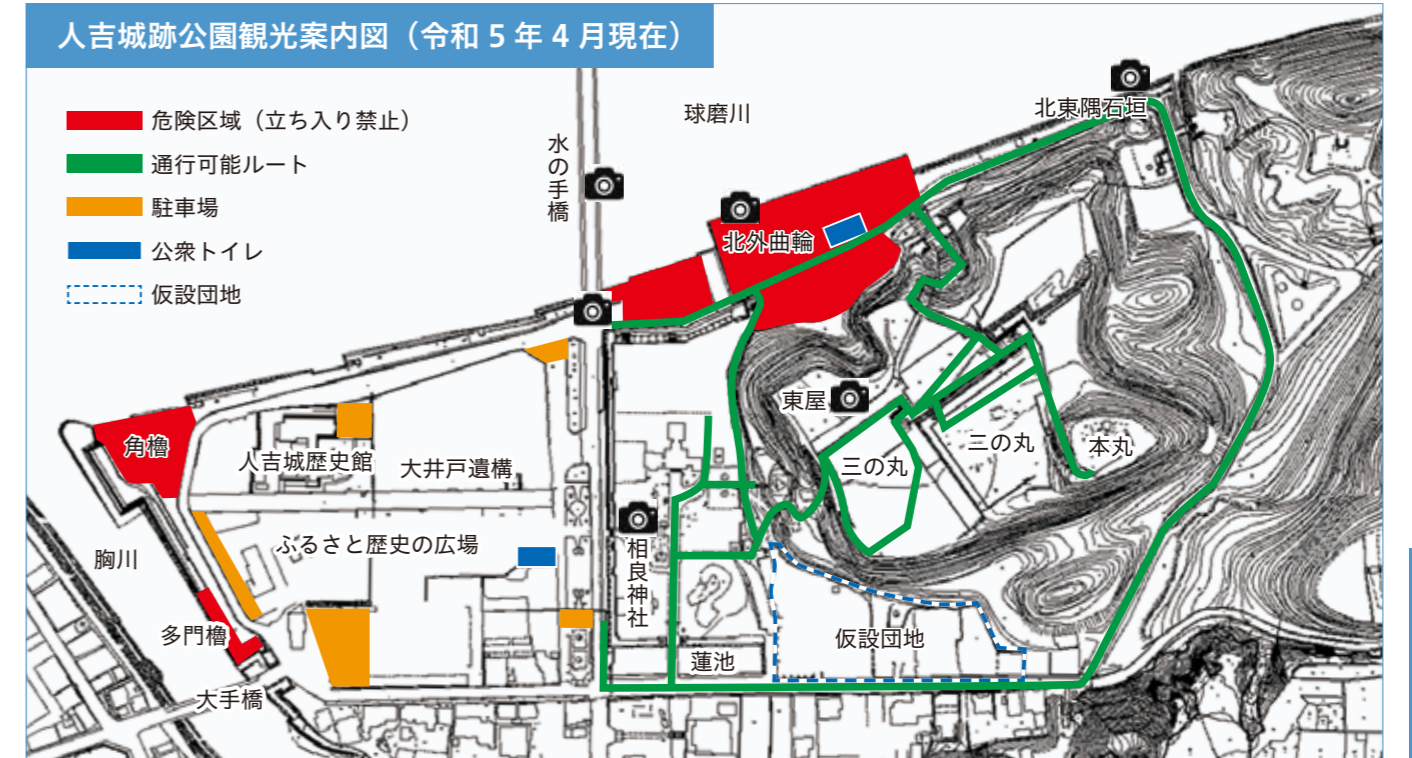 人吉城跡公園観光案内図（令和 5 年 4 月現在）
危険区域（立ち入り禁止）
通行可能ルート
駐車場
公衆トイレ
仮設団地
球磨川
水の手橋
北東隅石垣
北外曲輪
東屋
三の丸
三の丸
本丸
角櫓
人吉城歴史館
大井戸遺構
ふるさと歴史の広場
相良神社
胸川
多門櫓
大手橋
蓮池
仮設団地